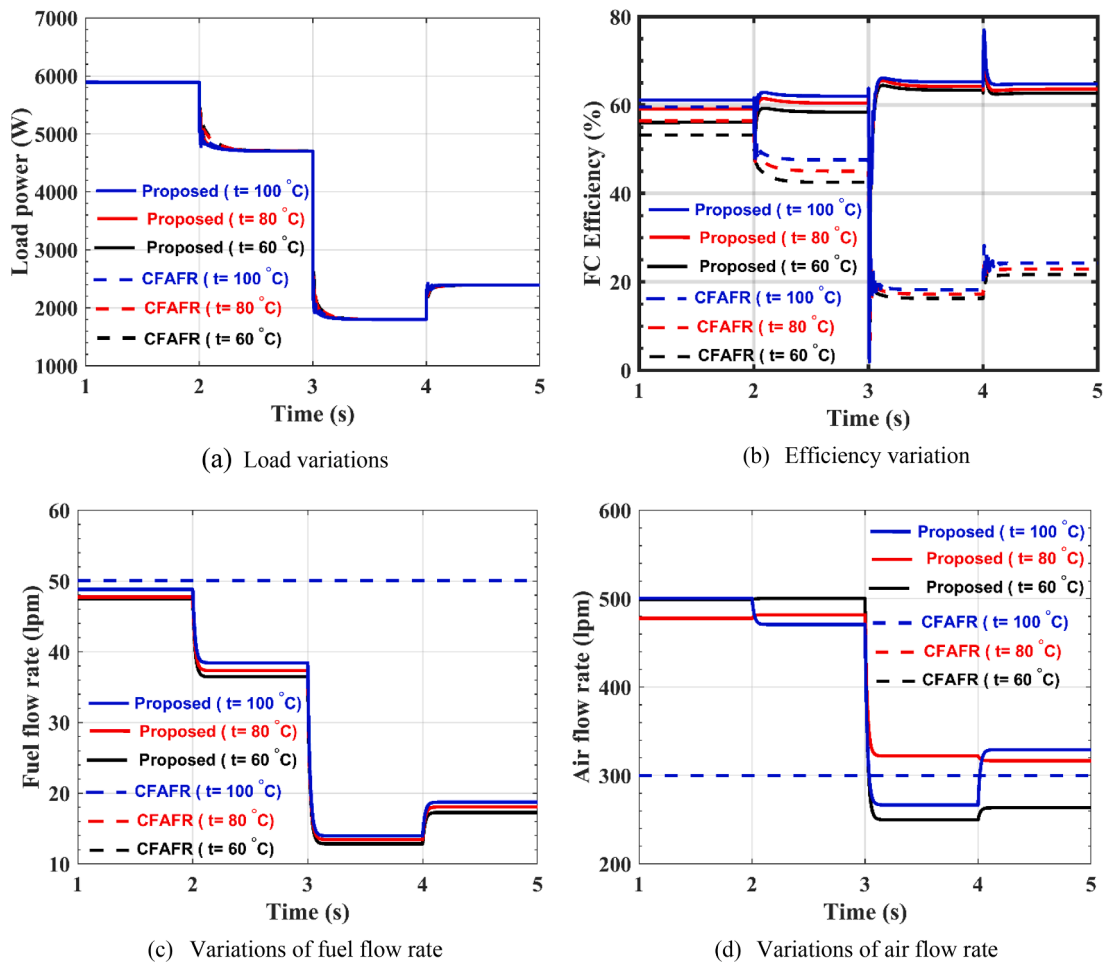 7000
6000
5000
4000
3000
2000
1000
Load power (W)
Proposed ( t= 100 °C)
Proposed ( t= 80 °C)
Proposed ( t= 60 °C)
CFAFR ( t= 100 °C)
CFAFR ( t= 80 °C)
CFAFR ( t= 60 °C)
1 2 3 4 5
Time (s)
(a) Load variations
80
60
40
20
0
FC Efficiency (%)
Proposed ( t= 100 °C)
Proposed ( t= 80 °C)
Proposed ( t= 60 °C)
CFAFR ( t= 100 °C)
CFAFR ( t= 80 °C)
CFAFR ( t= 60 °C)
1 2 3 4 5
Time (s)
(b) Efficiency variation
60
50
40
30
20
10
Fuel flow rate (lpm)
Proposed ( t= 100 °C)
Proposed ( t= 80 °C)
Proposed ( t= 60 °C)
CFAFR ( t= 100 °C)
CFAFR ( t= 80 °C)
CFAFR ( t= 60 °C)
1 2 3 4 5
Time (s)
(c) Variations of fuel flow rate
600
500
400
300
200
Air flow rate (lpm)
Proposed ( t= 100 °C)
Proposed ( t= 80 °C)
Proposed ( t= 60 °C)
CFAFR ( t= 100 °C)
CFAFR ( t= 80 °C)
CFAFR ( t= 60 °C)
1 2 3 4 5
Time (s)
(d) Variations of air flow rate